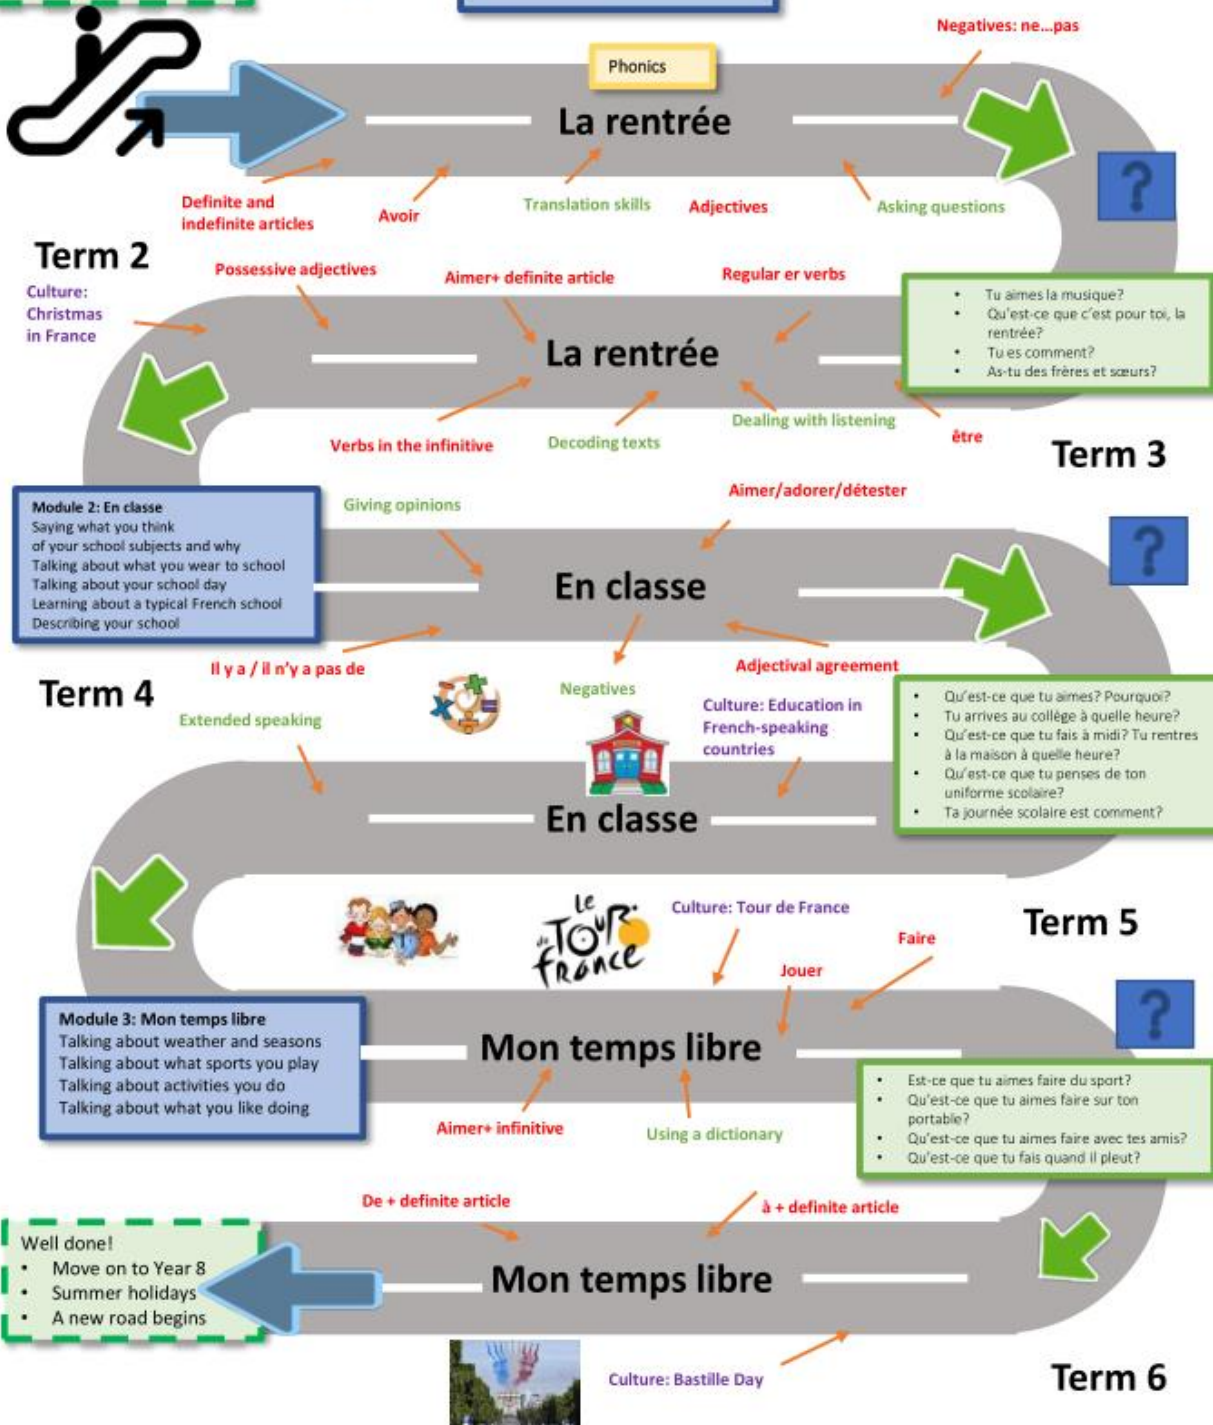 Negatives: ne...pas
Phonics
La rentrée
Definite and
indefinite articles
Avoir
Translation skills
Adjectives
Asking questions
Term 2
Culture:
Christmas
in France
Possessive adjectives
Aimer+ definite article
Regular er verbs
• Tu aimes la musique?
• Qu'est-ce que c'est pour toi, la
rentrée?
• Tu es comment?
• As-tu des frères et sœurs?
La rentrée
Verbs in the infinitive
Decoding texts
Dealing with listening
être
Term 3
Module 2: En classe
Saying what you think
of your school subjects and why
Talking about what you wear to school
Talking about your school day
Learning about a typical French school
Describing your school
Giving opinions
Aimer/adorer/détester
En classe
Il y a / il n'y a pas de
Negatives
Adjectival agreement
Term 4
Extended speaking
Culture: Education in
French-speaking
countries
• Qu'est-ce que tu aimes? Pourquoi?
• Tu arrives au collège à quelle heure?
• Qu'est-ce que tu fais à midi? Tu rentres
à la maison à quelle heure?
• Qu'est-ce que tu penses de ton
uniforme scolaire?
• Ta journée scolaire est comment?
En classe
Le
TOUR
de
FRANCE
Culture: Tour de France
Jouer
Faire
Term 5
Module 3: Mon temps libre
Talking about weather and seasons
Talking about what sports you play
Talking about activities you do
Talking about what you like doing
Mon temps libre
Aimer+ infinitive
Using a dictionary
• Est-ce que tu aimes faire du sport?
• Qu'est-ce que tu aimes faire sur ton
portable?
• Qu'est-ce que tu aimes faire avec tes amis?
• Qu'est-ce que tu fais quand il pleut?
De + definite article
à + definite article
Well done!
• Move on to Year 8
• Summer holidays
• A new road begins
Mon temps libre
Culture: Bastille Day
Term 6